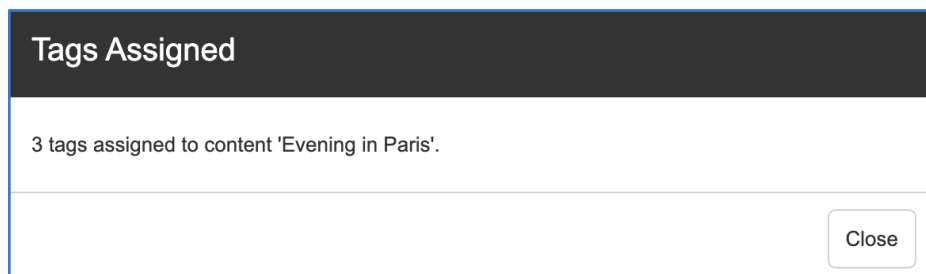 Tags Assigned
3 tags assigned to content 'Evening in Paris'.
Close